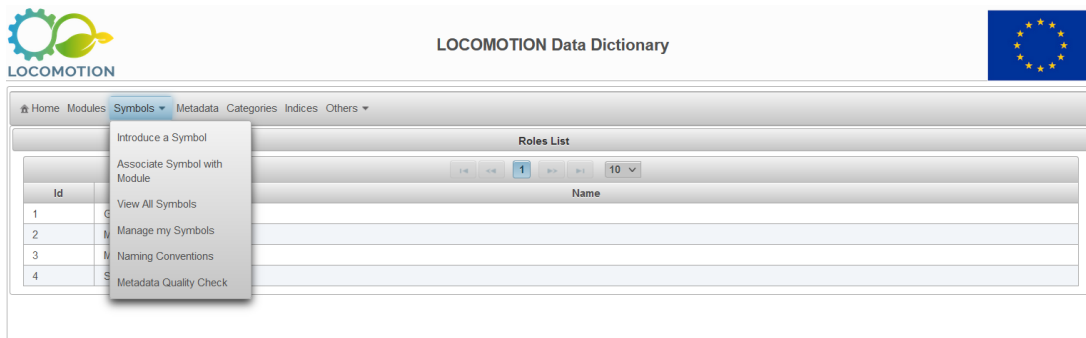 LOCOMOTION
LOCOMOTION Data Dictionary
Home Modules Symbols Metadata Categories Indices Others
Introduce a Symbol
Associate Symbol with
Module
View All Symbols
Manage my Symbols
Naming Conventions
Metadata Quality Check
Roles List
1 10
Id Name
1 G
2 M
3 M
4 S